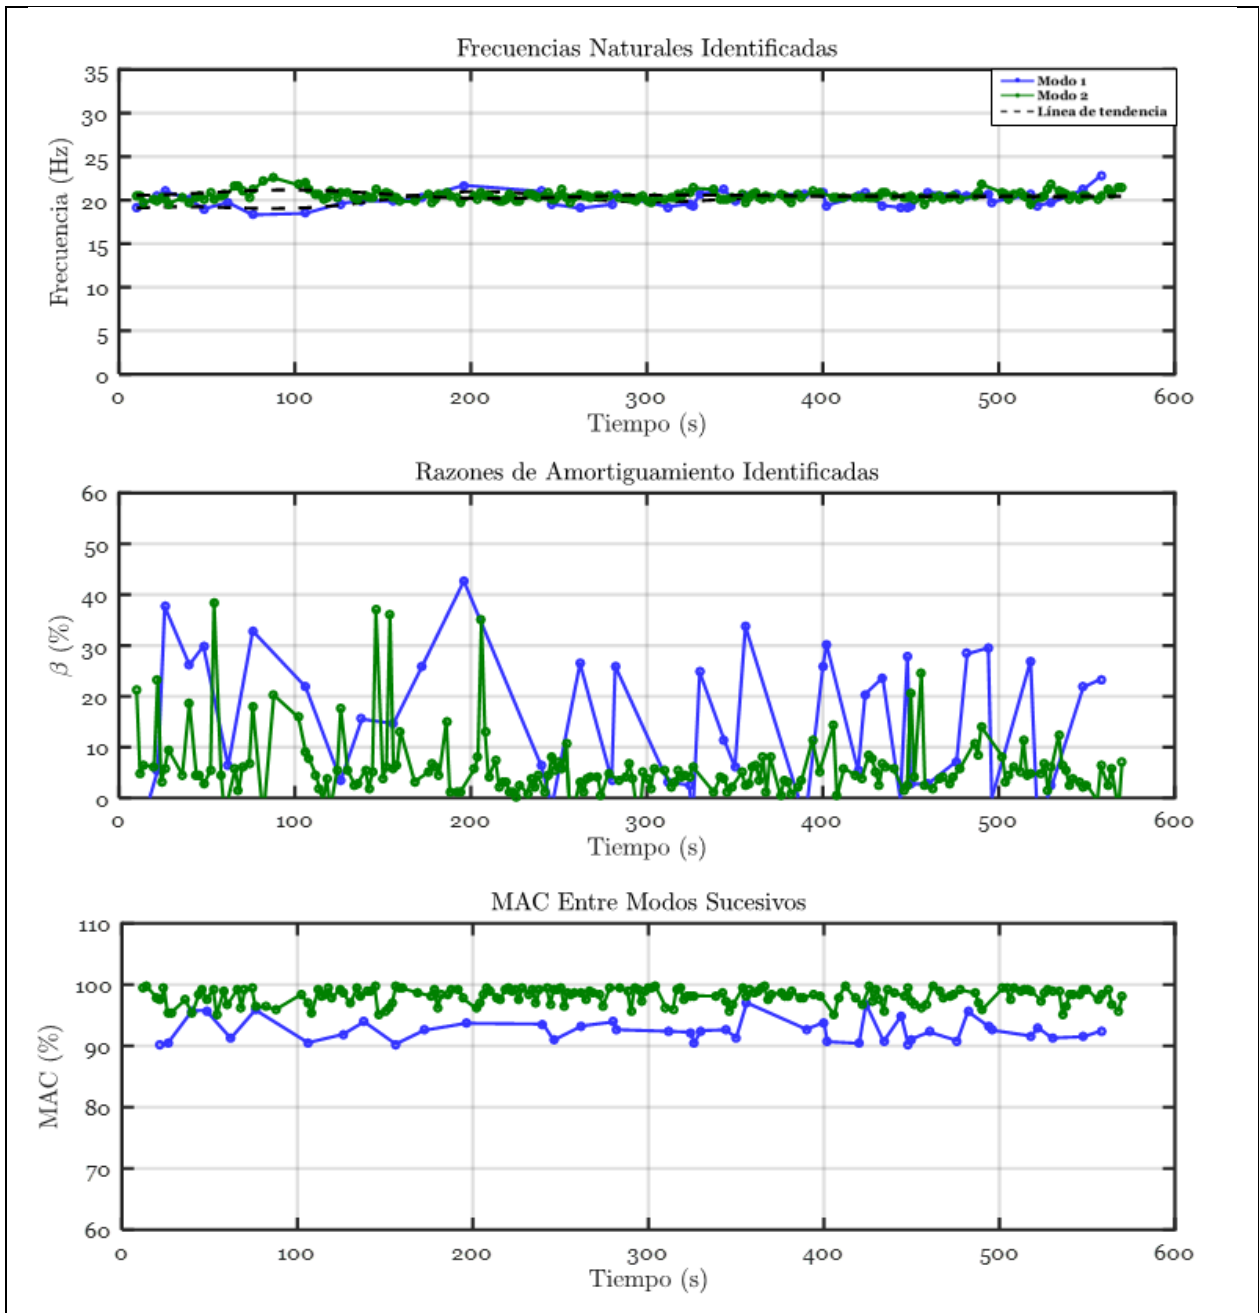 Frecuencias Naturales Identificadas
35
30
25
20
15
10
5
0
Frecuencia (Hz)
Modo 1
Modo 2
Línea de tendencia
0 100 200 300 400 500 600
Tiempo (s)
Razones de Amortiguamiento Identificadas
60
50
40
30
20
10
0
β (%)
0 100 200 300 400 500 600
Tiempo (s)
MAC Entre Modos Sucesivos
110
100
90
80
70
60
MAC (%)
0 100 200 300 400 500 600
Tiempo (s)